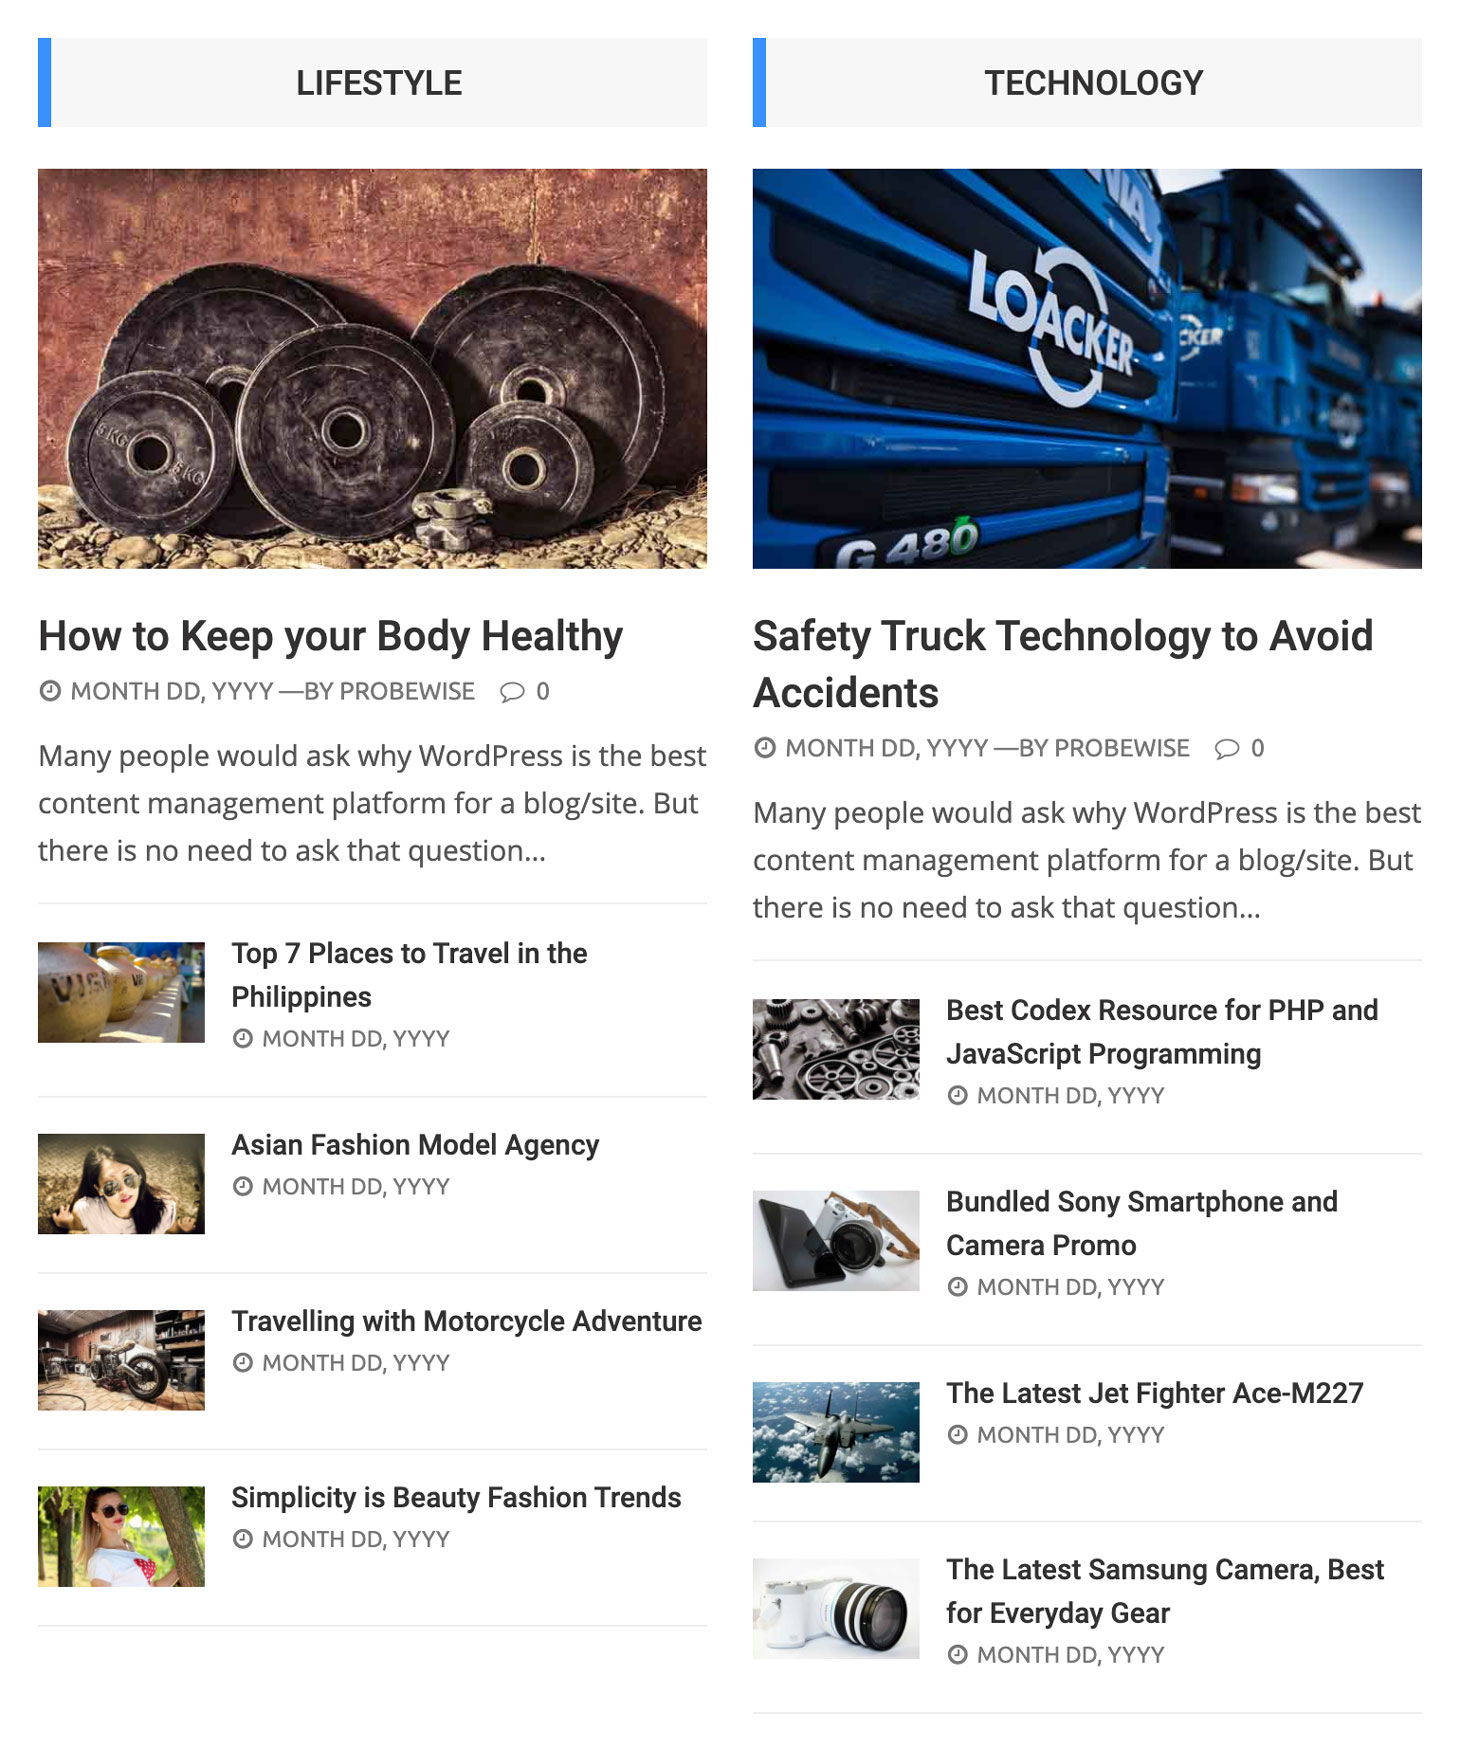 LIFESTYLE
5 KG
5 KG
How to Keep your Body Healthy
MONTH DD, YYYY —BY PROBEWISE 0
Many people would ask why WordPress is the best
content management platform for a blog/site. But
there is no need to ask that question...
Top 7 Places to Travel in the
Philippines
MONTH DD, YYYY
Asian Fashion Model Agency
MONTH DD, YYYY
Travelling with Motorcycle Adventure
MONTH DD, YYYY
Simplicity is Beauty Fashion Trends
MONTH DD, YYYY
TECHNOLOGY
LOACKER
G 480
Safety Truck Technology to Avoid
Accidents
MONTH DD, YYYY —BY PROBEWISE 0
Many people would ask why WordPress is the best
content management platform for a blog/site. But
there is no need to ask that question...
Best Codex Resource for PHP and
JavaScript Programming
MONTH DD, YYYY
Bundled Sony Smartphone and
Camera Promo
MONTH DD, YYYY
The Latest Jet Fighter Ace-M227
MONTH DD, YYYY
The Latest Samsung Camera, Best
for Everyday Gear
MONTH DD, YYYY